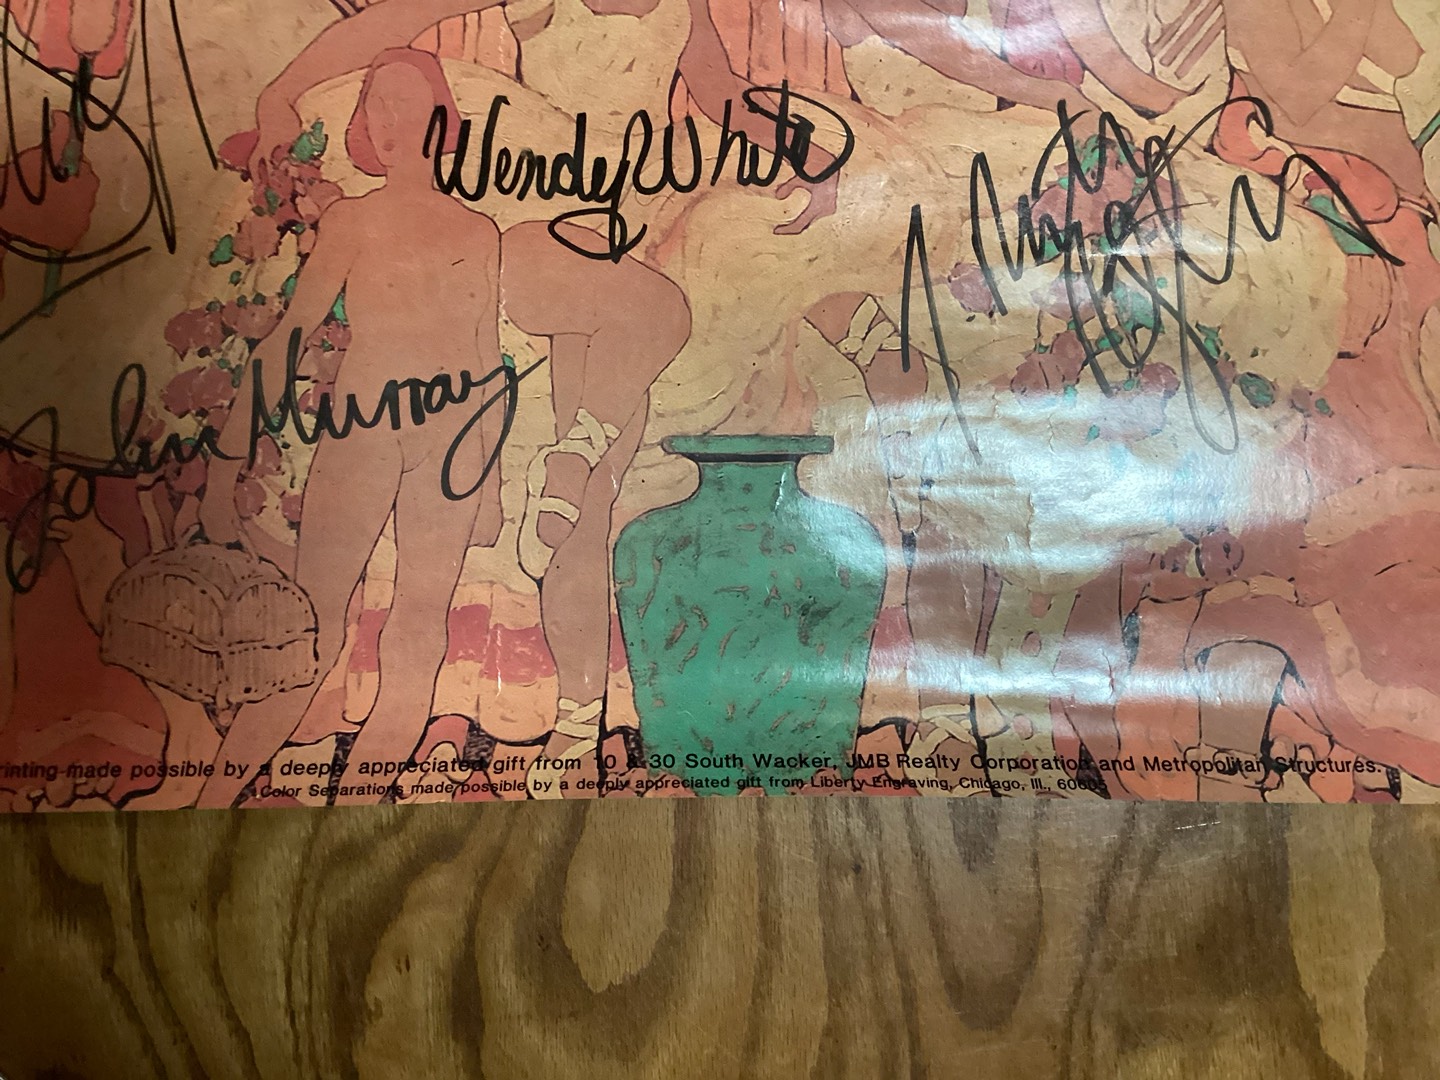 Wendy White
John Murray
rinting made possible by a deeply appreciated gift from 10 & 30 South Wacker, JMB Realty Corporation and Metropolitan Structures.
Color Separations made possible by a deeply appreciated gift from Liberty Engraving, Chicago, Ill., 60605